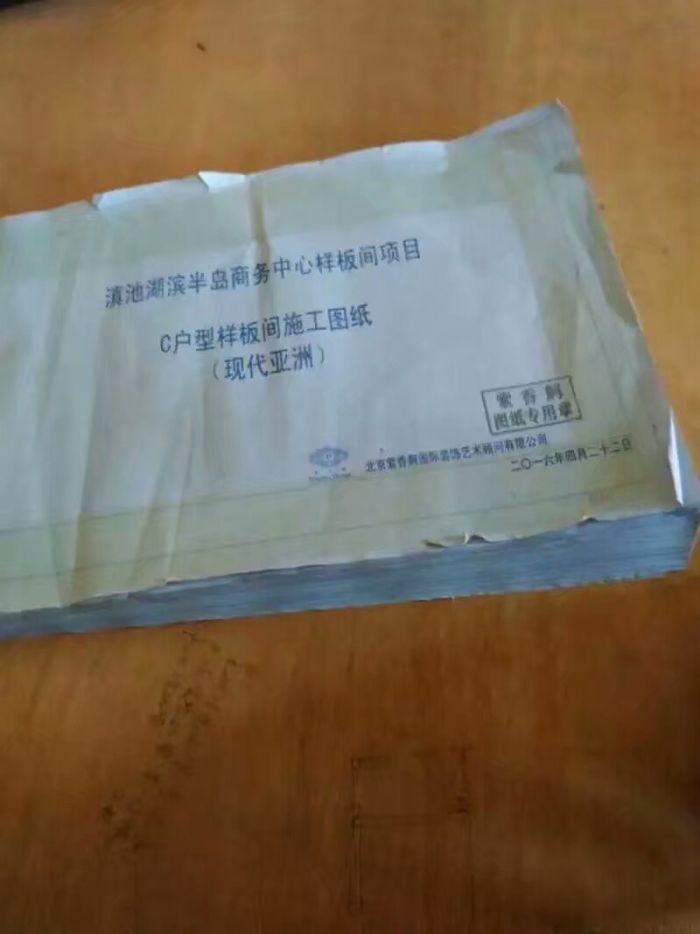 滇池湖滨半岛商务中心样板间项目
C户型样板间施工图纸
（现代亚洲）
紫香舸
图纸专用章
北京紫香舸国际装饰艺术顾问有限公司
二〇一六年四月二十二日